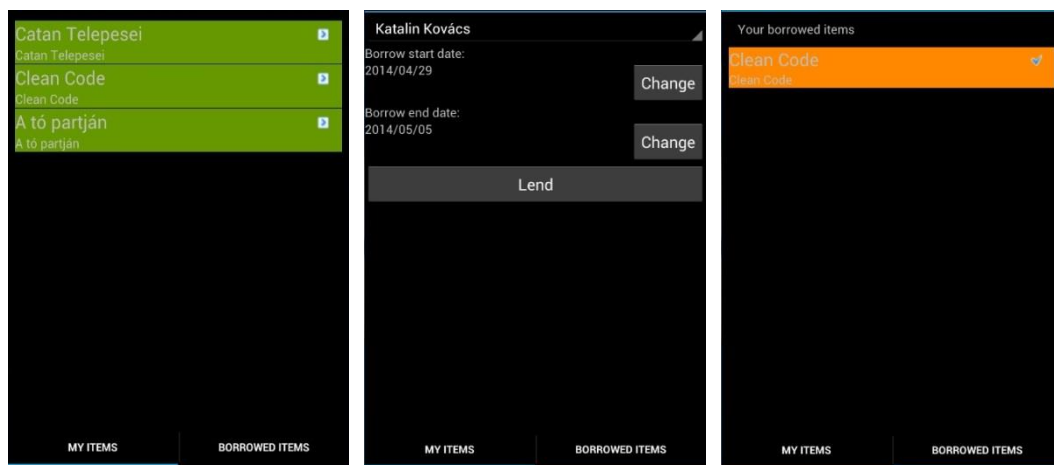 Catan Telepesei
Catan Telepesei
Clean Code
Clean Code
A tó partján
A tó partján
MY ITEMS
BORROWED ITEMS
Katalin Kovács
Borrow start date:
2014/04/29
Change
Borrow end date:
2014/05/05
Change
Lend
MY ITEMS
BORROWED ITEMS
Your borrowed items
Clean Code
Clean Code
MY ITEMS
BORROWED ITEMS